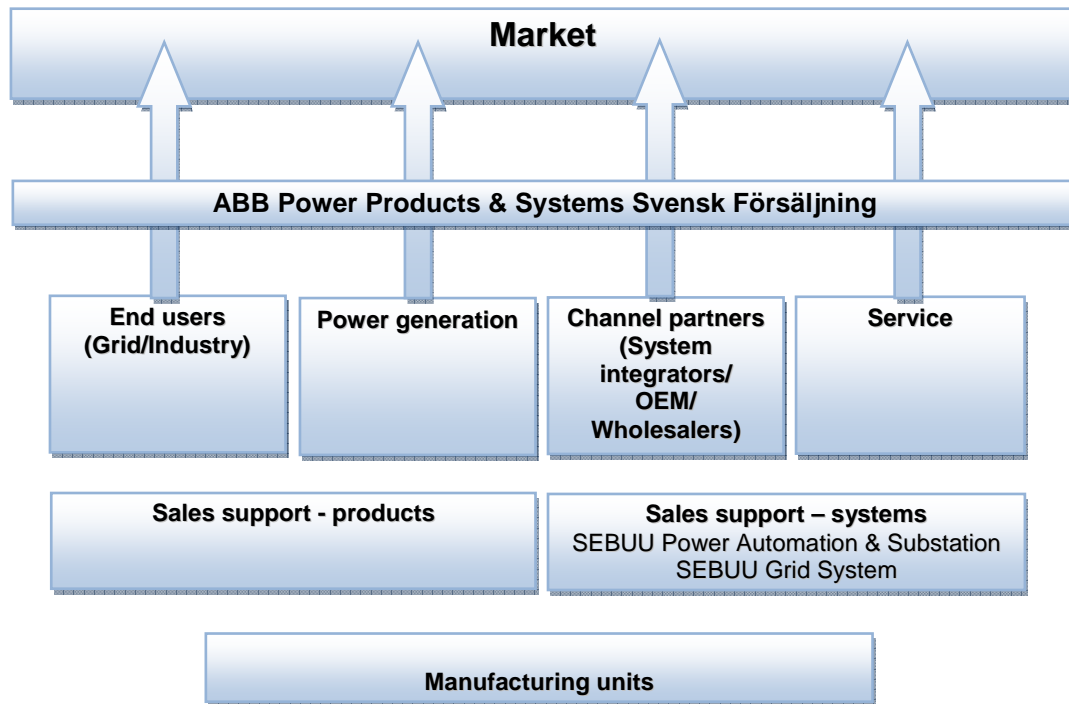 Market
ABB Power Products & Systems Svensk Försäljning
End users
(Grid/Industry)
Power generation
Channel partners
(System
integrators/
OEM/
Wholesalers)
Service
Sales support - products
Sales support – systems
SEBUU Power Automation & Substation
SEBUU Grid System
Manufacturing units